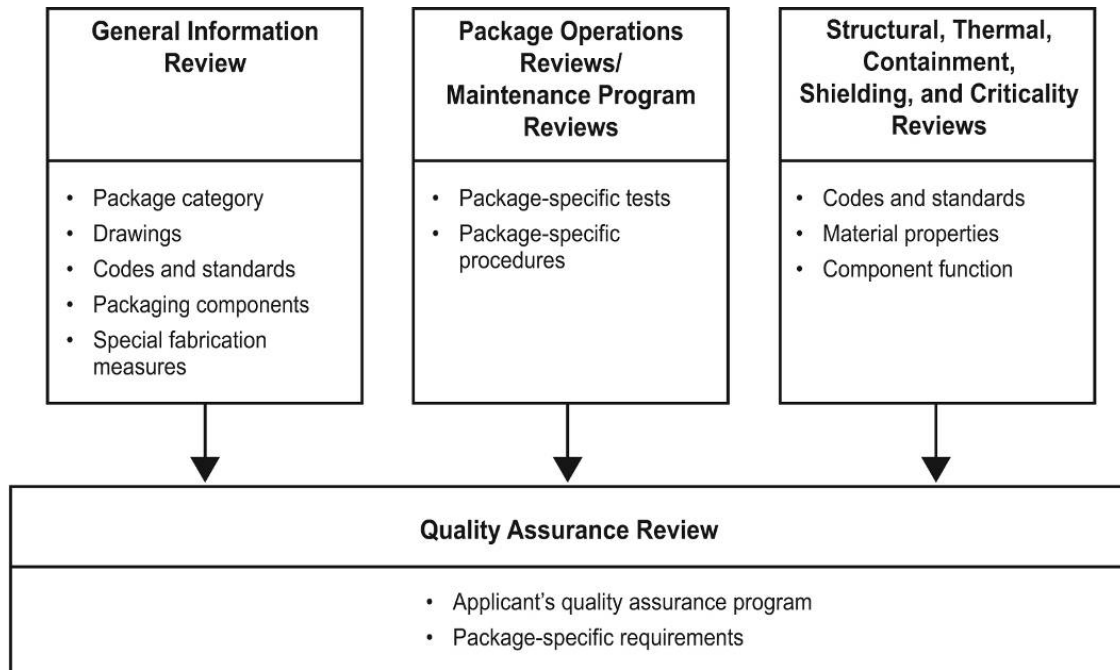 General Information
Review
• Package category
• Drawings
• Codes and standards
• Packaging components
• Special fabrication
measures
Package Operations
Reviews/
Maintenance Program
Reviews
• Package-specific tests
• Package-specific
procedures
Structural, Thermal,
Containment,
Shielding, and Criticality
Reviews
• Codes and standards
• Material properties
• Component function
Quality Assurance Review
• Applicant’s quality assurance program
• Package-specific requirements